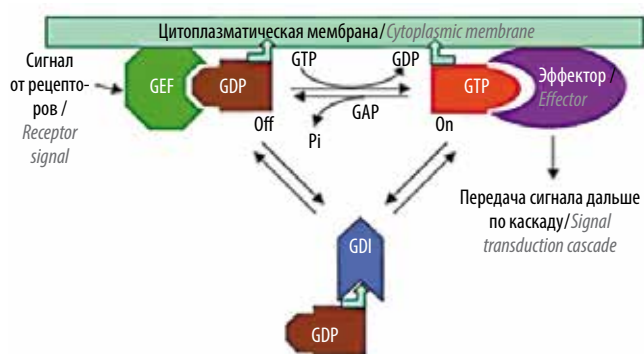 Цитоплазматическая мембрана/Cytoplasmic membrane
Сигнал
от рецепто-
ров /
Receptor
signal
GEF
GDP
Off
GTP
GDP
GAP
Pi
GTP
On
Эффектор /
Effector
Передача сигнала дальше
по каскаду/Signal
transduction cascade
GDI
GDP